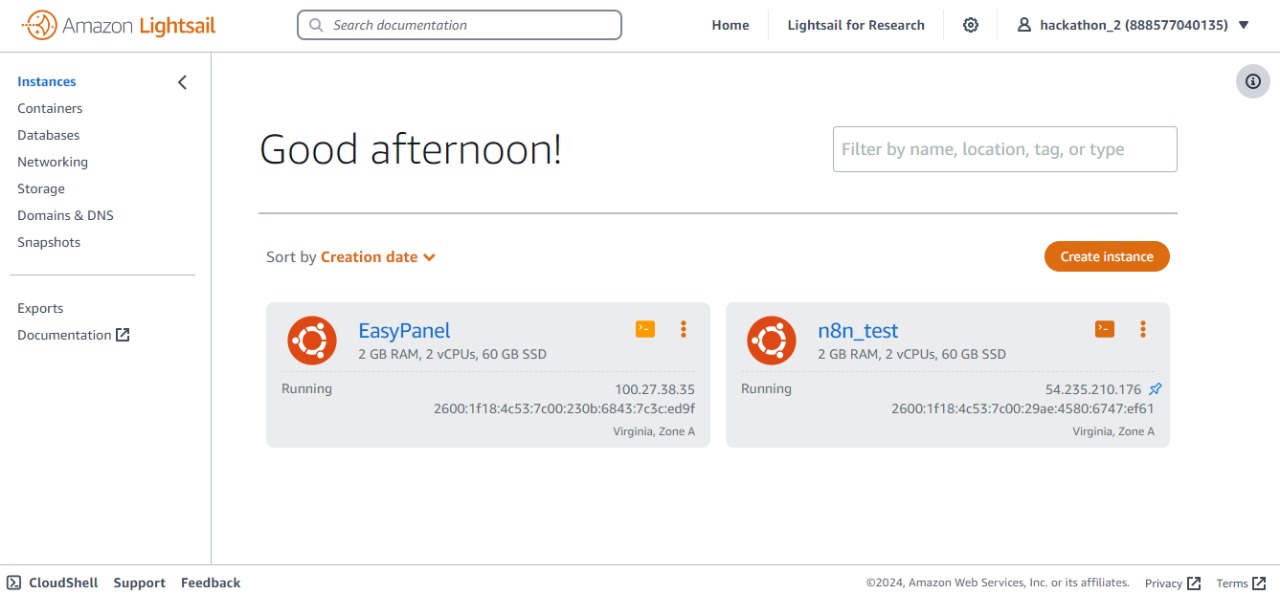 Amazon Lightsail
Search documentation
Home
Lightsail for Research
hackathon_2 (888577040135)
Instances
Containers
Databases
Networking
Storage
Domains & DNS
Snapshots
Exports
Documentation
Good afternoon!
Filter by name, location, tag, or type
Sort by Creation date
Create instance
EasyPanel
2 GB RAM, 2 vCPUs, 60 GB SSD
Running
100.27.38.35
2600:1f18:4c53:7c00:230b:6843:7c3c:ed9f
Virginia, Zone A
n8n_test
2 GB RAM, 2 vCPUs, 60 GB SSD
Running
54.235.210.176
2600:1f18:4c53:7c00:29ae:4580:6747:ef61
Virginia, Zone A
CloudShell
Support
Feedback
©2024, Amazon Web Services, Inc. or its affiliates.
Privacy
Terms